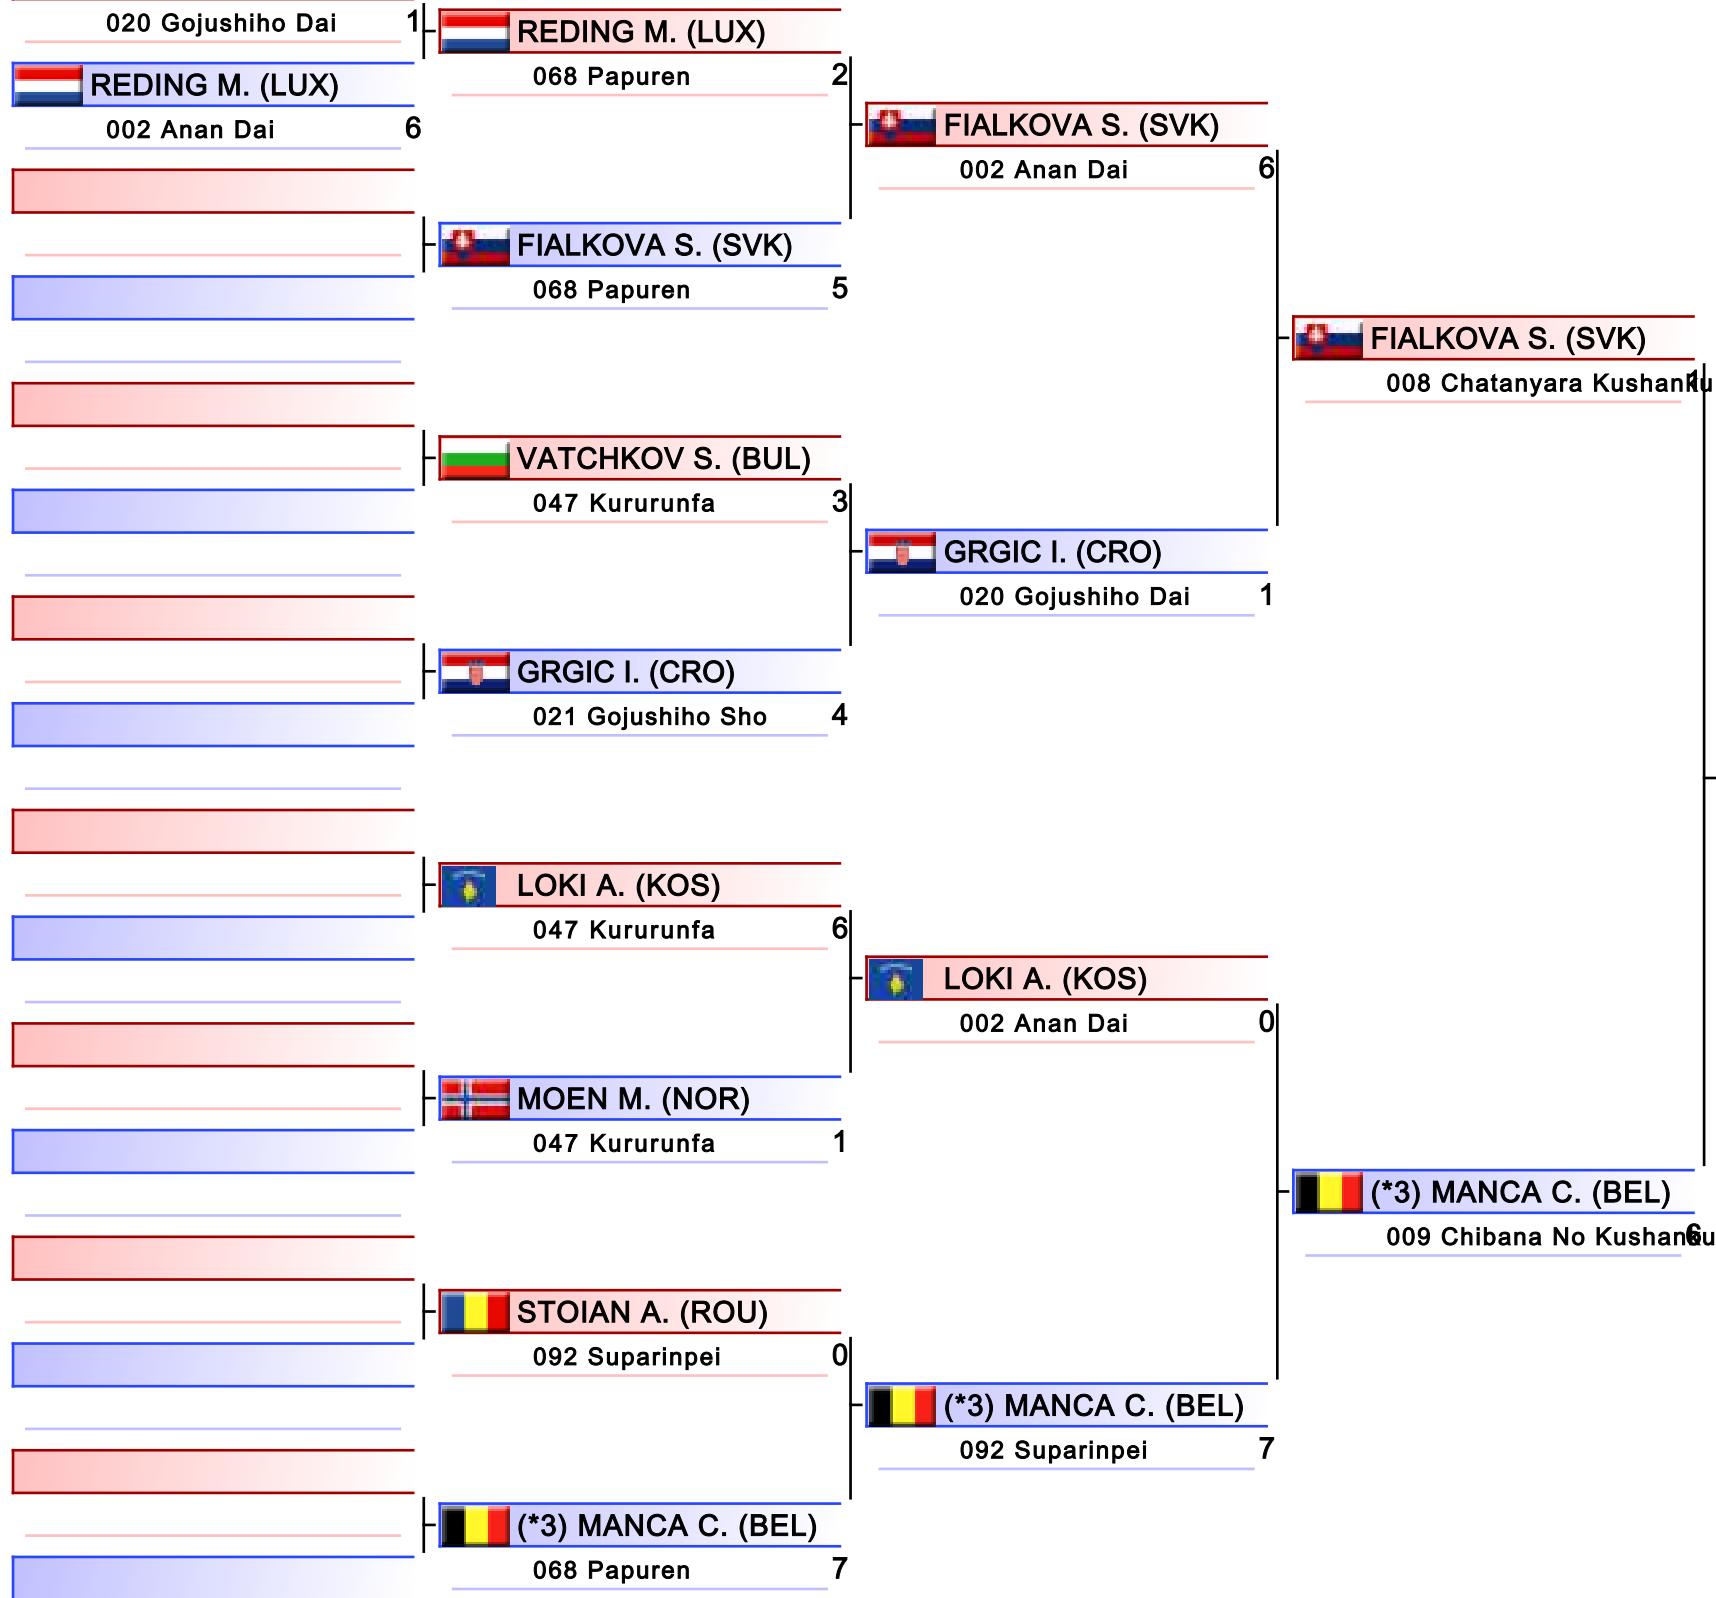 020 Gojushiho Dai 1
REDING M. (LUX)
002 Anan Dai 6
REDING M. (LUX)
068 Papuren 2
FIALKOVA S. (SVK)
068 Papuren 5
VATCHKOV S. (BUL)
047 Kururunfa 3
GRGIC I. (CRO)
021 Gojushiho Sho 4
LOKI A. (KOS)
047 Kururunfa 6
MOEN M. (NOR)
047 Kururunfa 1
STOIAN A. (ROU)
092 Suparinpei 0
(*3) MANCA C. (BEL)
068 Papuren 7
FIALKOVA S. (SVK)
002 Anan Dai 6
GRGIC I. (CRO)
020 Gojushiho Dai 1
LOKI A. (KOS)
002 Anan Dai 0
(*3) MANCA C. (BEL)
092 Suparinpei 7
FIALKOVA S. (SVK)
008 Chatanyara Kushanku 1
(*3) MANCA C. (BEL)
009 Chibana No Kushanku 6